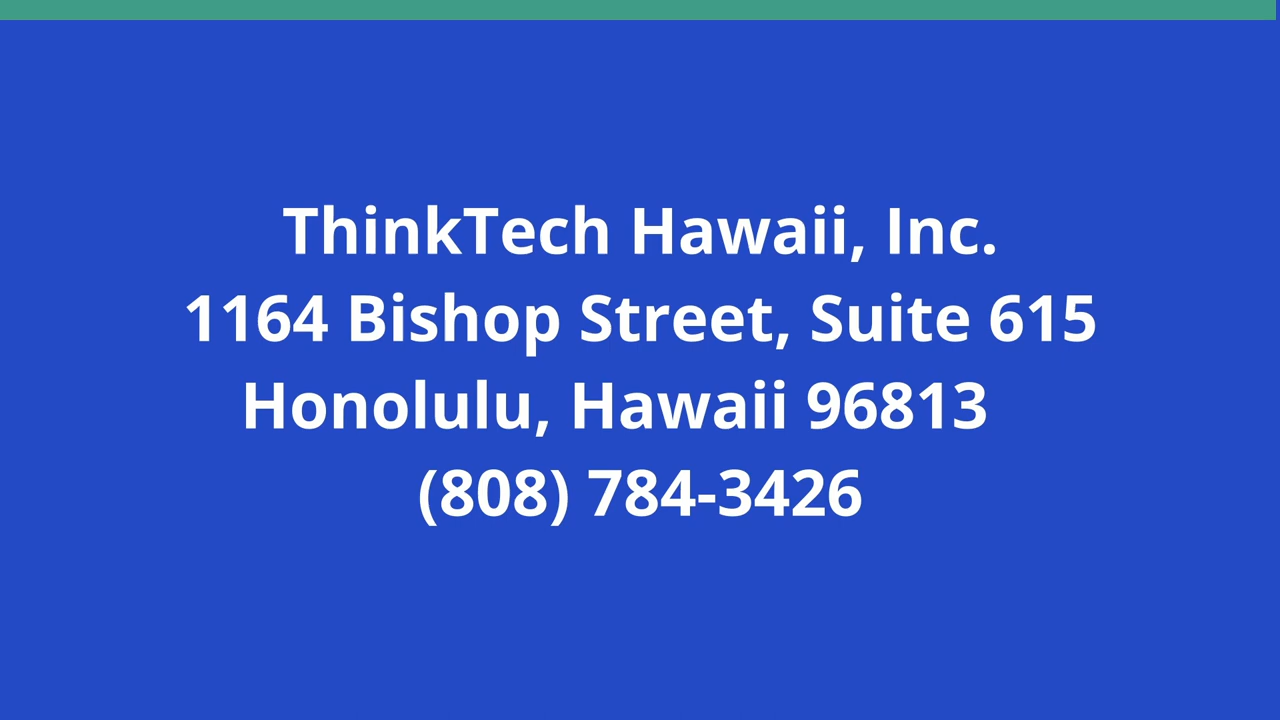 ThinkTech Hawaii, Inc.
1164 Bishop Street, Suite 615
Honolulu, Hawaii 96813
(808) 784-3426